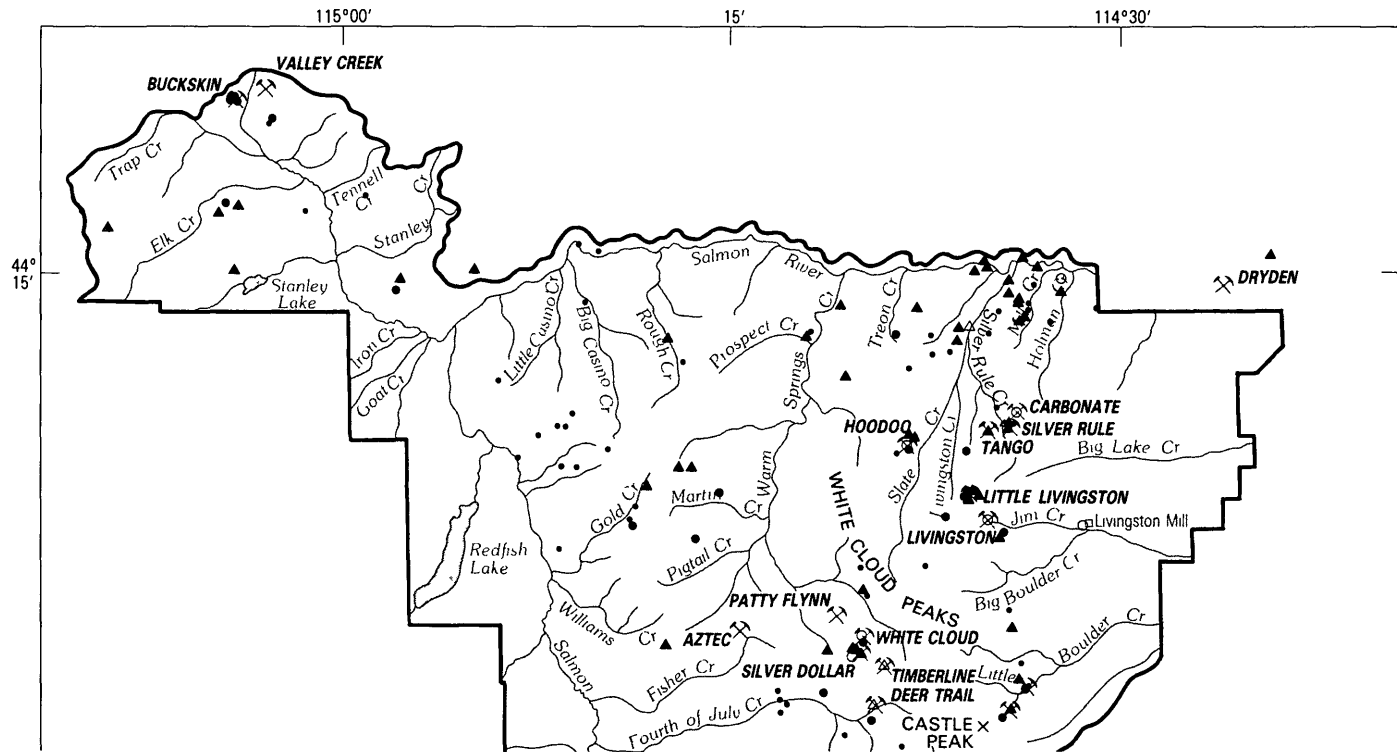 115°00'
15'
114°30'
VALLEY CREEK
BUCKSKIN
Trap Cr
Elk Cr
Tennell
Cr
Cr
Stanley
44°
15'
Stanley
Lake
Salmon
River
DRYDEN
Iron Cr
Goat Cr
Little Casino Cr
Big Casino Cr
Rough Cr
Prospect Cr
Springs
Cr
Treon Cr
Silver Rule Cr
Holman
Cr
CARBONATE
HOODOO
SILVER RULE
TANGO
Big Lake Cr
Slate
Cr
Martin
Cr
Warm
Gold Cr
WHITE CLOUD PEAKS
LITTLE LIVINGSTON
LIVINGSTON
Jim Cr
Livingston Mill
Redfish
Lake
Pigtail Cr
Big Boulder Cr
PATTY FLYNN
Williams
Cr
AZTEC
WHITE CLOUD
Little
Boulder Cr
Salmon
Fisher Cr
SILVER DOLLAR
TIMBERLINE
DEER TRAIL
Fourth of July Cr
CASTLE
PEAK